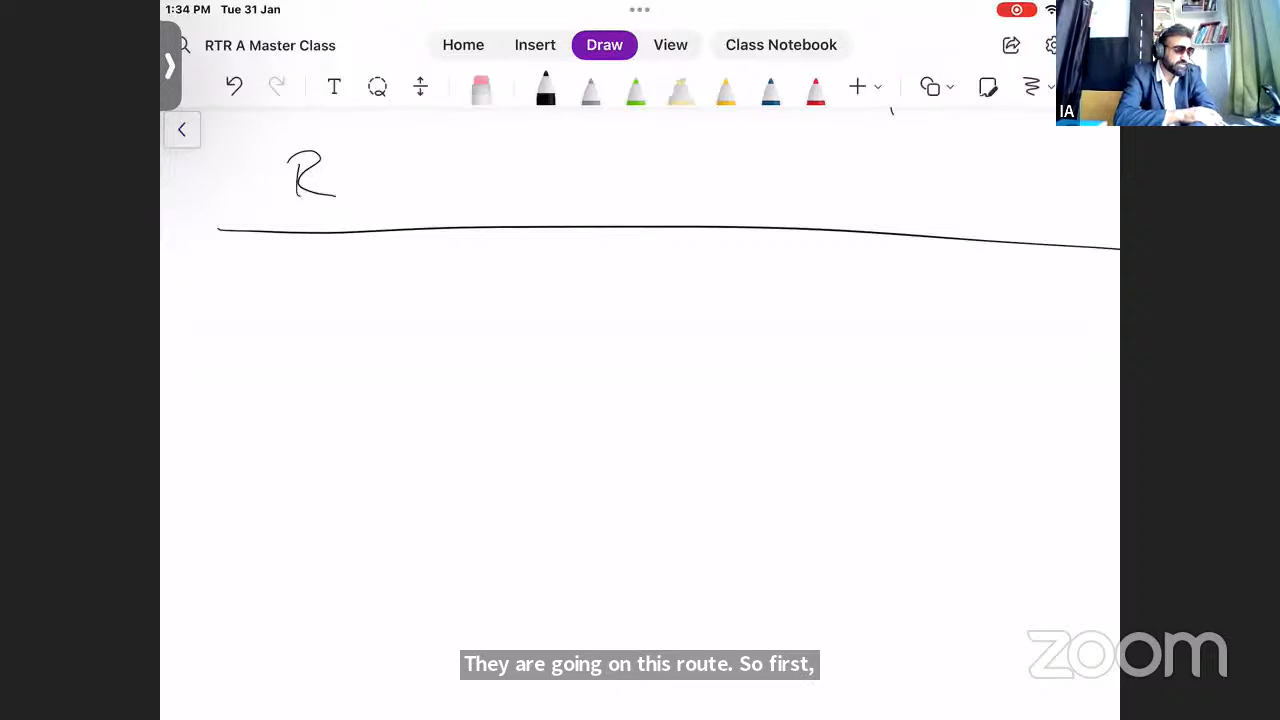 1:34 PM Tue 31 Jan
RTR A Master Class
Home Insert Draw View Class Notebook
T
IA
R
They are going on this route. So first,
zoom